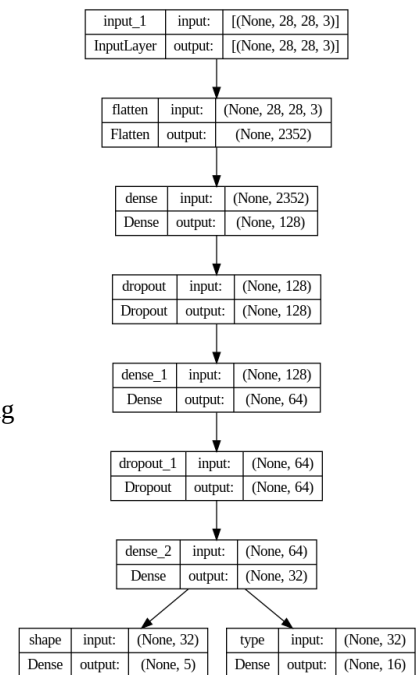 input_1 input: [(None, 28, 28, 3)]
InputLayer output: [(None, 28, 28, 3)]
flatten input: (None, 28, 28, 3)
Flatten output: (None, 2352)
dense input: (None, 2352)
Dense output: (None, 128)
dropout input: (None, 128)
Dropout output: (None, 128)
dense_1 input: (None, 128)
Dense output: (None, 64)
dropout_1 input: (None, 64)
Dropout output: (None, 64)
dense_2 input: (None, 64)
Dense output: (None, 32)
shape input: (None, 32) type input: (None, 32)
Dense output: (None, 5) Dense output: (None, 16)